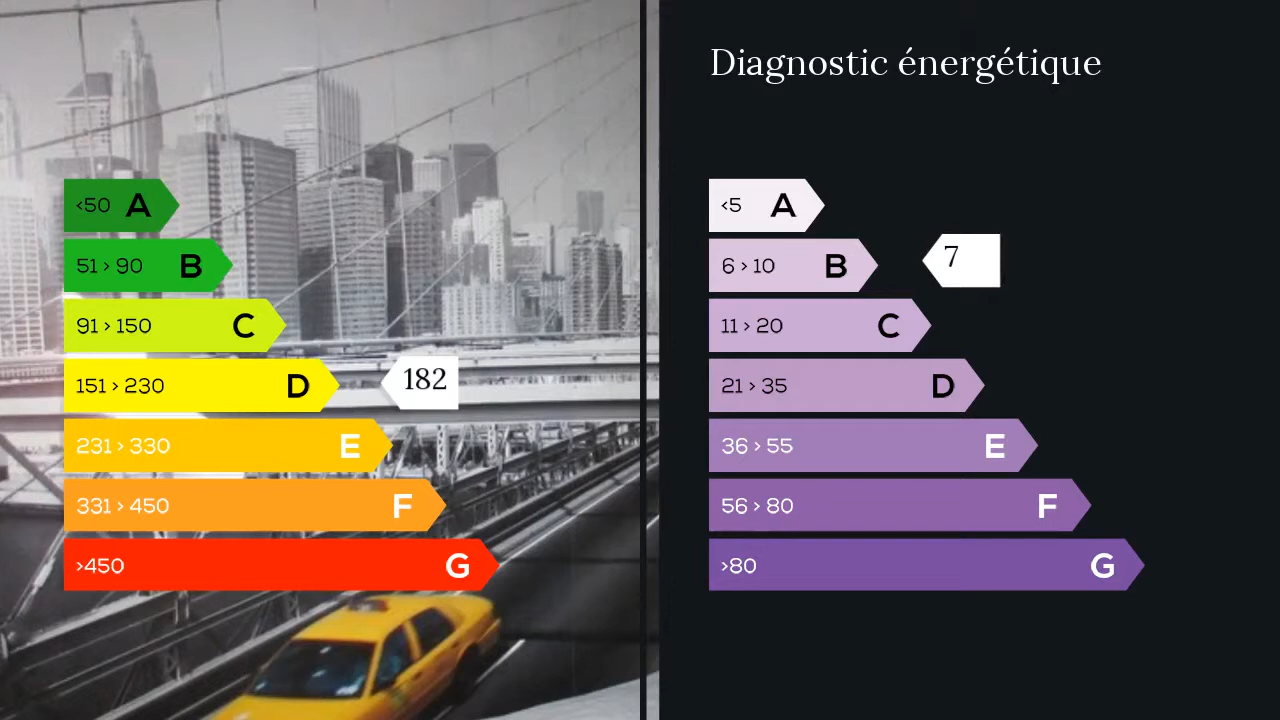 Diagnostic énergétique
<50 A
51 > 90 B
91 > 150 C
151 > 230 D
182
231 > 330 E
331 > 450 F
>450 G
<5 A
6 > 10 B
7
11 > 20 C
21 > 35 D
36 > 55 E
56 > 80 F
>80 G